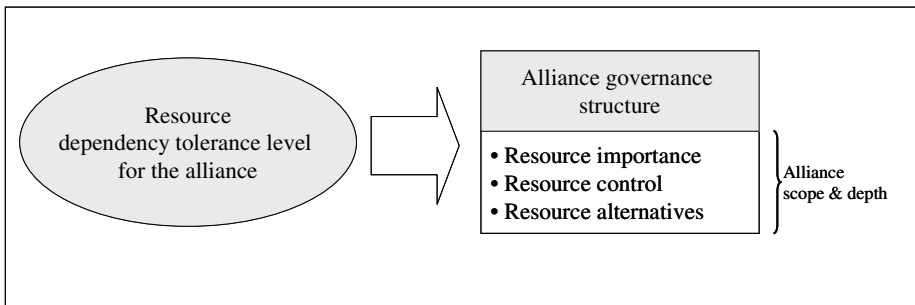 Resource
dependency tolerance level
for the alliance
Alliance governance
structure
• Resource importance
• Resource control
• Resource alternatives
Alliance
scope & depth